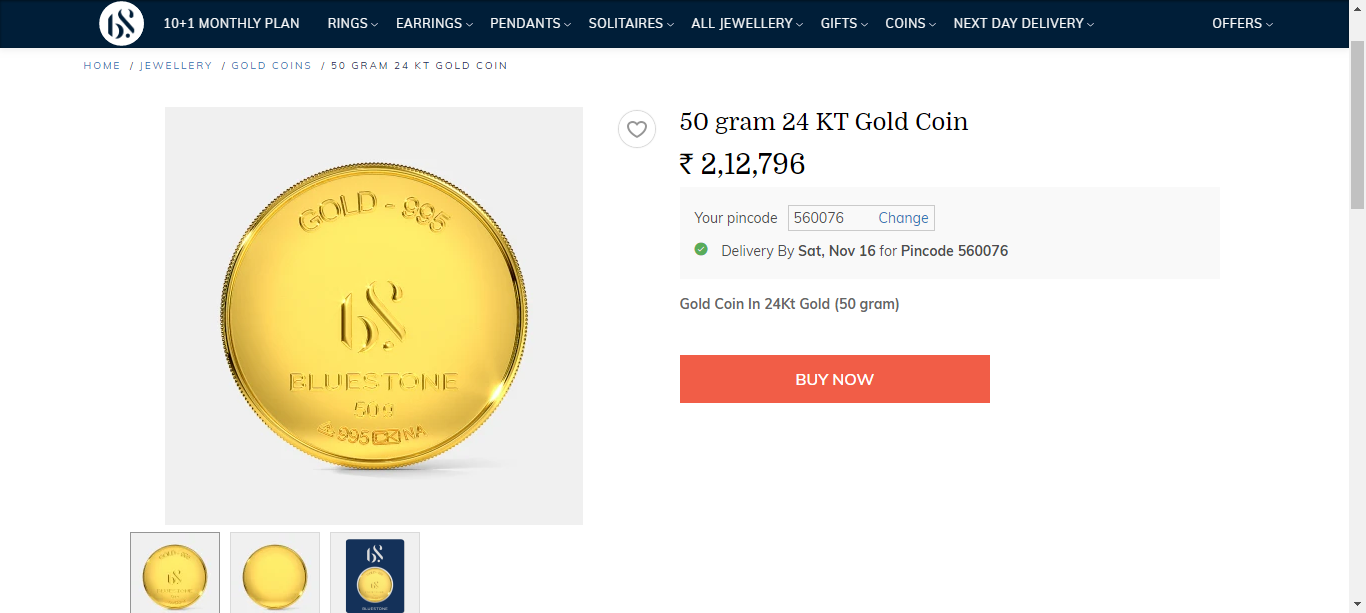 10+1 MONTHLY PLAN RINGS EARRINGS PENDANTS SOLITAIRES ALL JEWELLERY GIFTS COINS NEXT DAY DELIVERY OFFERS
HOME / JEWELLERY / GOLD COINS / 50 GRAM 24 KT GOLD COIN
50 gram 24 KT Gold Coin
₹ 2,12,796
Your pincode 560076 Change
Delivery By Sat, Nov 16 for Pincode 560076
Gold Coin In 24Kt Gold (50 gram)
BUY NOW
GOLD - 995
BLUESTONE
50g
995 CK NA
BLUESTONE